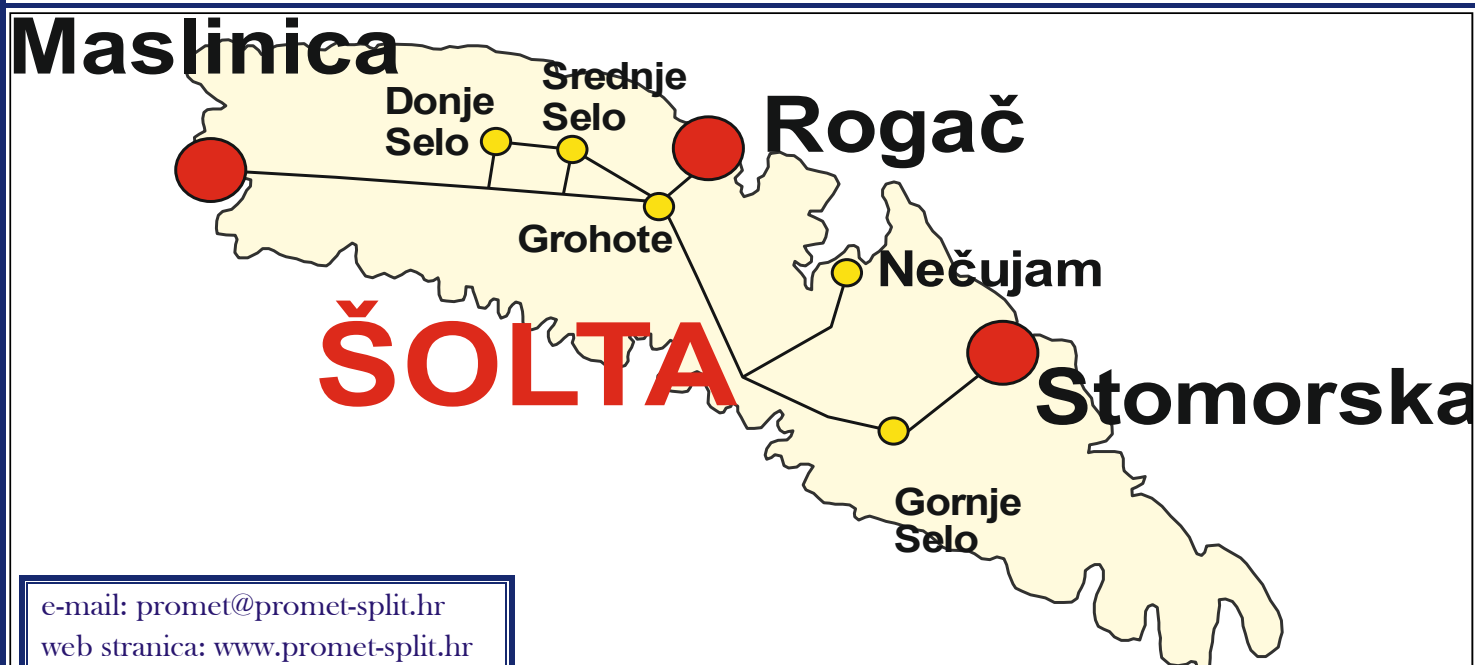 Maslinica
Donje
Selo
Srednje
Selo
Rogač
Grohote
Nečujam
ŠOLTA
Stomorska
Gornje
Selo
e-mail: promet@promet-split.hr
web stranica: www.promet-split.hr